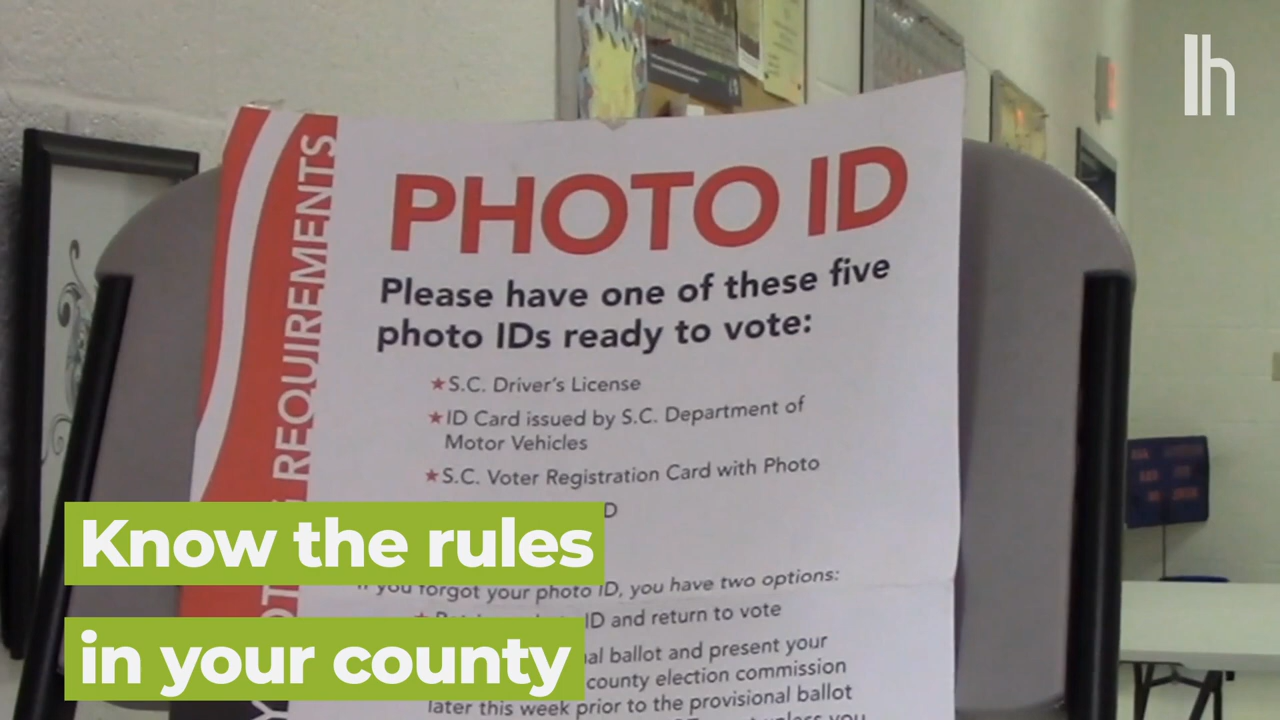 lh
REQUIREMENTS
PHOTO ID
Please have one of these five
photo IDs ready to vote:
★ S.C. Driver's License
★ ID Card issued by S.C. Department of
Motor Vehicles
★ S.C. Voter Registration Card with Photo
D
you forgot your photo ID, you have two options:
ID and return to vote
ballot and present your
county election commission
later this week prior to the provisional ballot
you
Know the rules
in your county